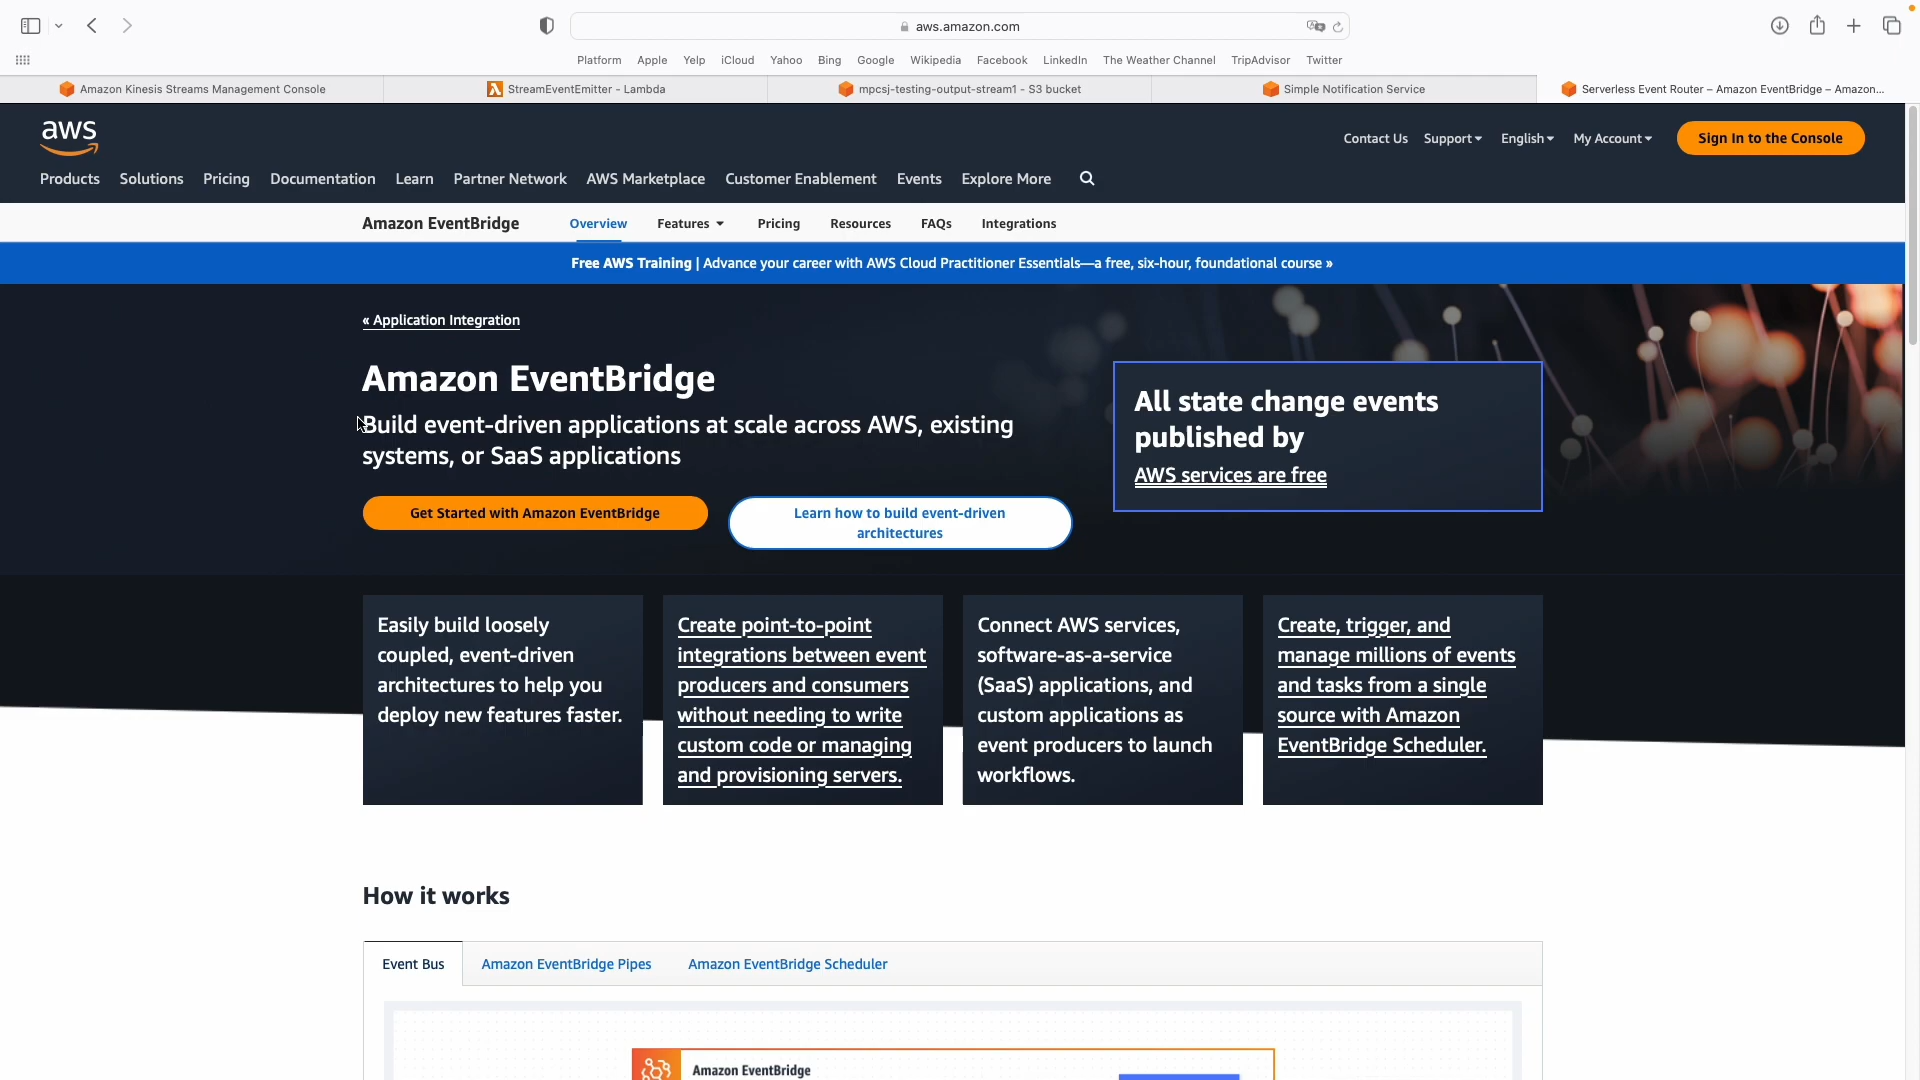 aws.amazon.com
Platform Apple Yelp iCloud Yahoo Bing Google Wikipedia Facebook LinkedIn The Weather Channel TripAdvisor Twitter
Amazon Kinesis Streams Management Console
StreamEventEmitter - Lambda
mpcsj-testing-output-stream1 - S3 bucket
Simple Notification Service
Serverless Event Router – Amazon EventBridge – Amazon...
aws
Contact Us Support English My Account Sign In to the Console
Products Solutions Pricing Documentation Learn Partner Network AWS Marketplace Customer Enablement Events Explore More
Amazon EventBridge Overview Features Pricing Resources FAQs Integrations
Free AWS Training | Advance your career with AWS Cloud Practitioner Essentials—a free, six-hour, foundational course »
« Application Integration
Amazon EventBridge
Build event-driven applications at scale across AWS, existing
systems, or SaaS applications
Get Started with Amazon EventBridge
Learn how to build event-driven
architectures
All state change events
published by
AWS services are free
Easily build loosely
coupled, event-driven
architectures to help you
deploy new features faster.
Create point-to-point
integrations between event
producers and consumers
without needing to write
custom code or managing
and provisioning servers.
Connect AWS services,
software-as-a-service
(SaaS) applications, and
custom applications as
event producers to launch
workflows.
Create, trigger, and
manage millions of events
and tasks from a single
source with Amazon
EventBridge Scheduler.
How it works
Event Bus Amazon EventBridge Pipes Amazon EventBridge Scheduler
Amazon EventBridge